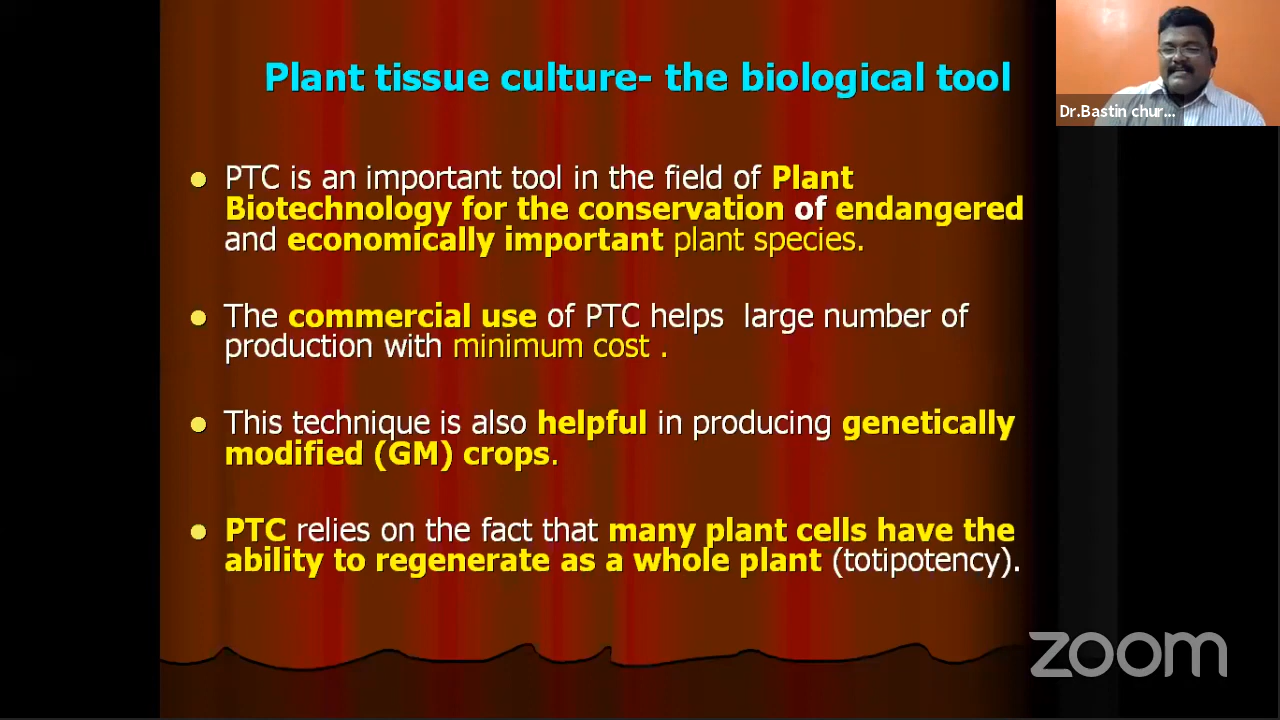 Plant tissue culture- the biological tool
Dr.Bastin chur...
● PTC is an important tool in the field of Plant
Biotechnology for the conservation of endangered
and economically important plant species.
● The commercial use of PTC helps large number of
production with minimum cost .
● This technique is also helpful in producing genetically
modified (GM) crops.
● PTC relies on the fact that many plant cells have the
ability to regenerate as a whole plant (totipotency).
zoom